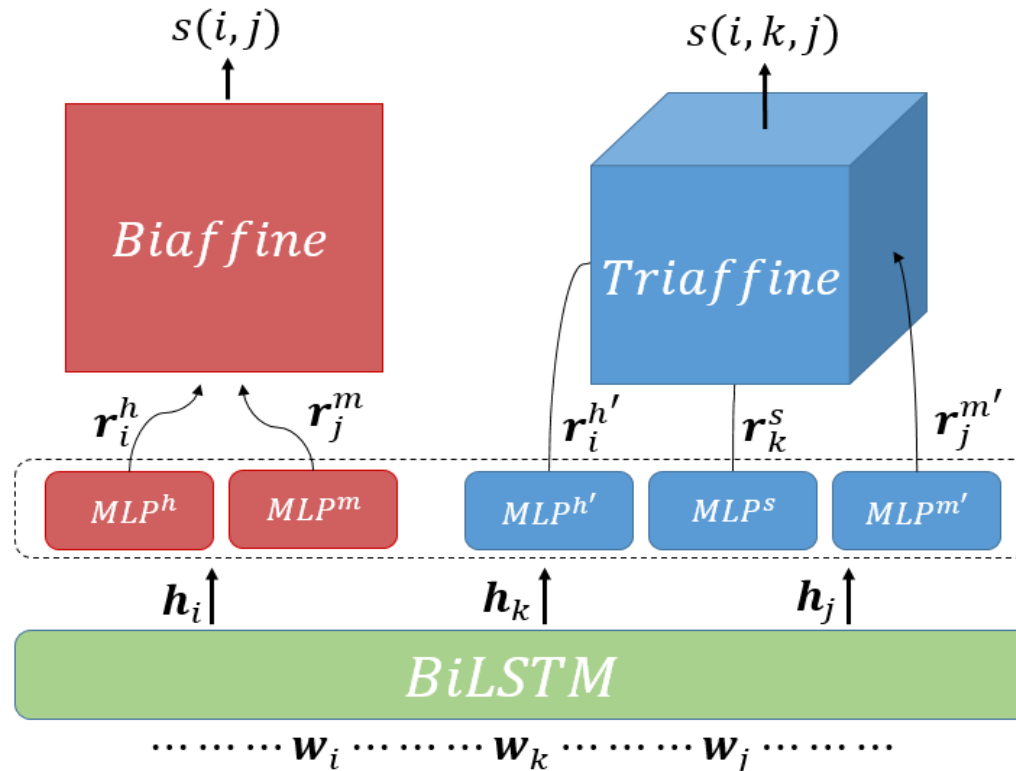 s(i, j) s(i, k, j)
Biaffine
Triaffine
r_i^h r_j^m r_i^{h'} r_k^s r_j^{m'}
MLP^h MLP^m MLP^{h'} MLP^s MLP^{m'}
h_i h_k h_j
BiLSTM
⋯⋯⋯ w_i ⋯⋯⋯ w_k ⋯⋯⋯ w_j ⋯⋯⋯